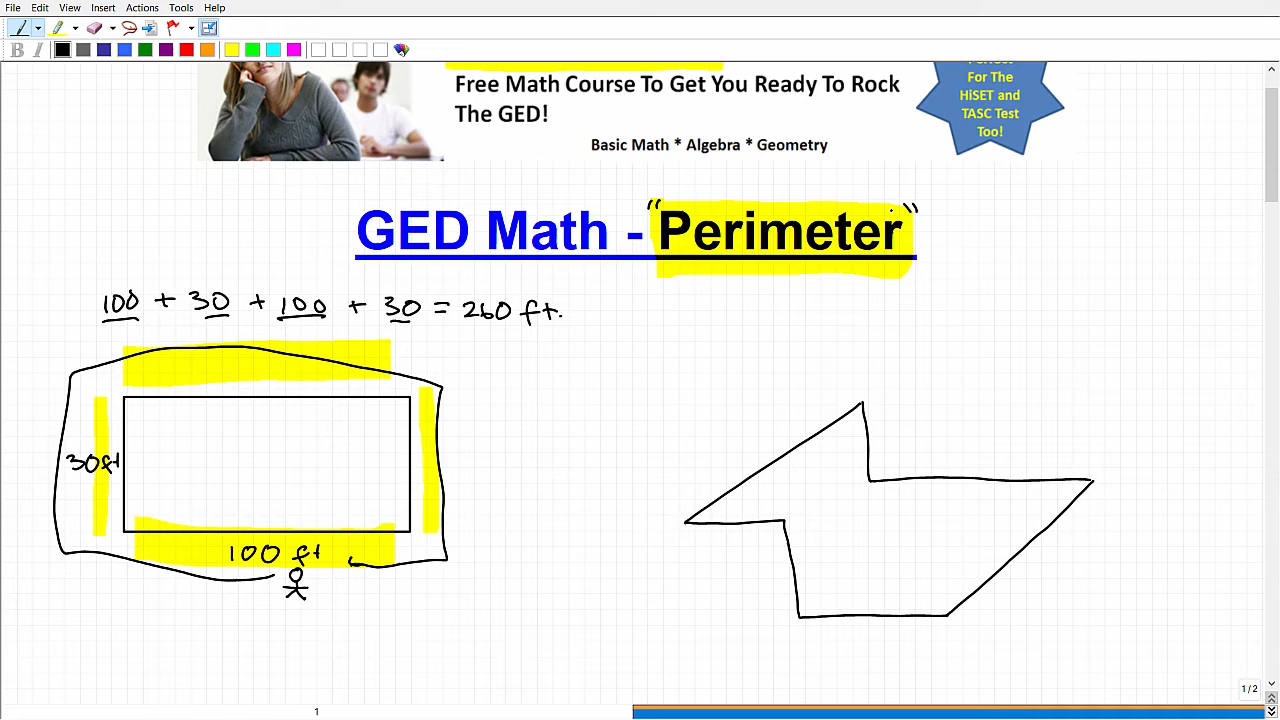 File Edit View Insert Actions Tools Help
B I
Free Math Course To Get You Ready To Rock
The GED!
Basic Math * Algebra * Geometry
For The
HiSET and
TASC Test
Too!
GED Math - "Perimeter"
100 + 30 + 100 + 30 = 260 ft.
30ft
100 ft
1/2
1